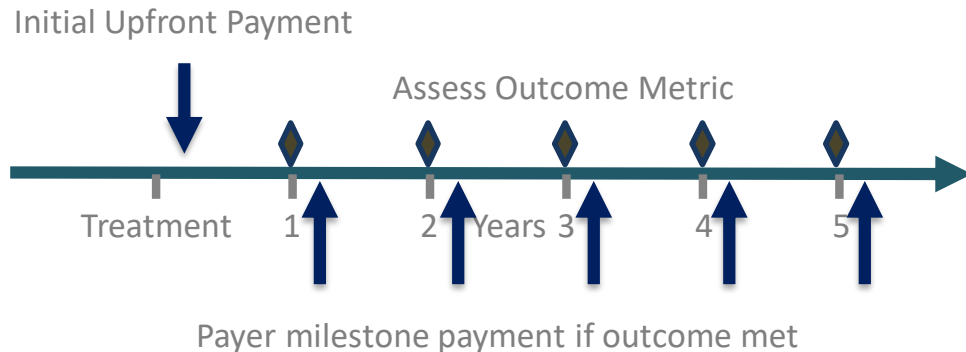 Initial Upfront Payment
Assess Outcome Metric
Treatment 1 2 Years 3 4 5
Payer milestone payment if outcome met